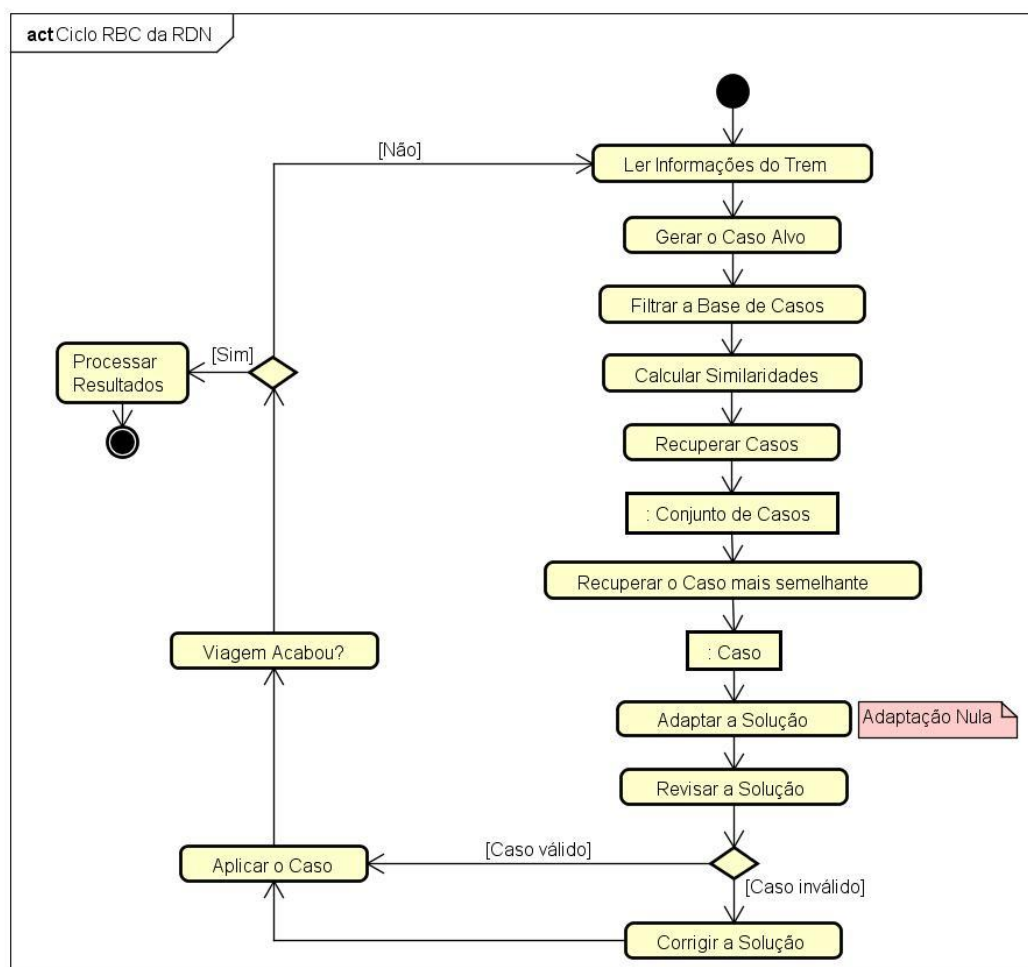 act Ciclo RBC da RDN
[Não]
Ler Informações do Trem
Gerar o Caso Alvo
Filtrar a Base de Casos
[Sim]
Processar
Resultados
Calcular Similaridades
Recuperar Casos
: Conjunto de Casos
Recuperar o Caso mais semelhante
Viagem Acabou?
: Caso
Adaptar a Solução
Adaptação Nula
Revisar a Solução
[Caso válido]
Aplicar o Caso
[Caso inválido]
Corrigir a Solução